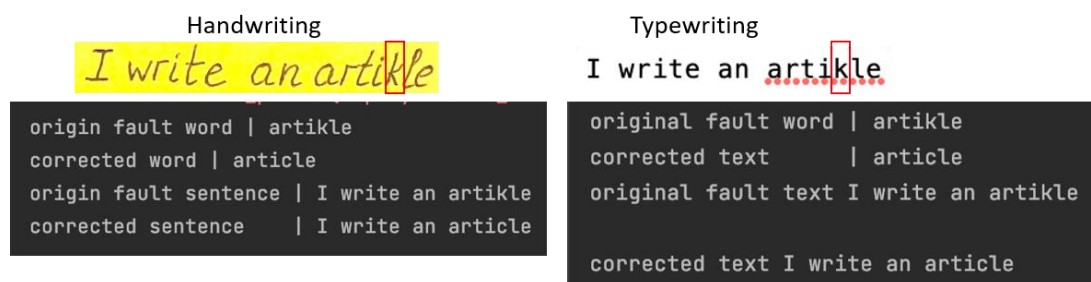 Handwriting
I write an artikle
origin fault word | artikle
corrected word | article
origin fault sentence | I write an artikle
corrected sentence | I write an article
Typewriting
I write an artikle
original fault word | artikle
corrected text | article
original fault text I write an artikle
corrected text I write an article